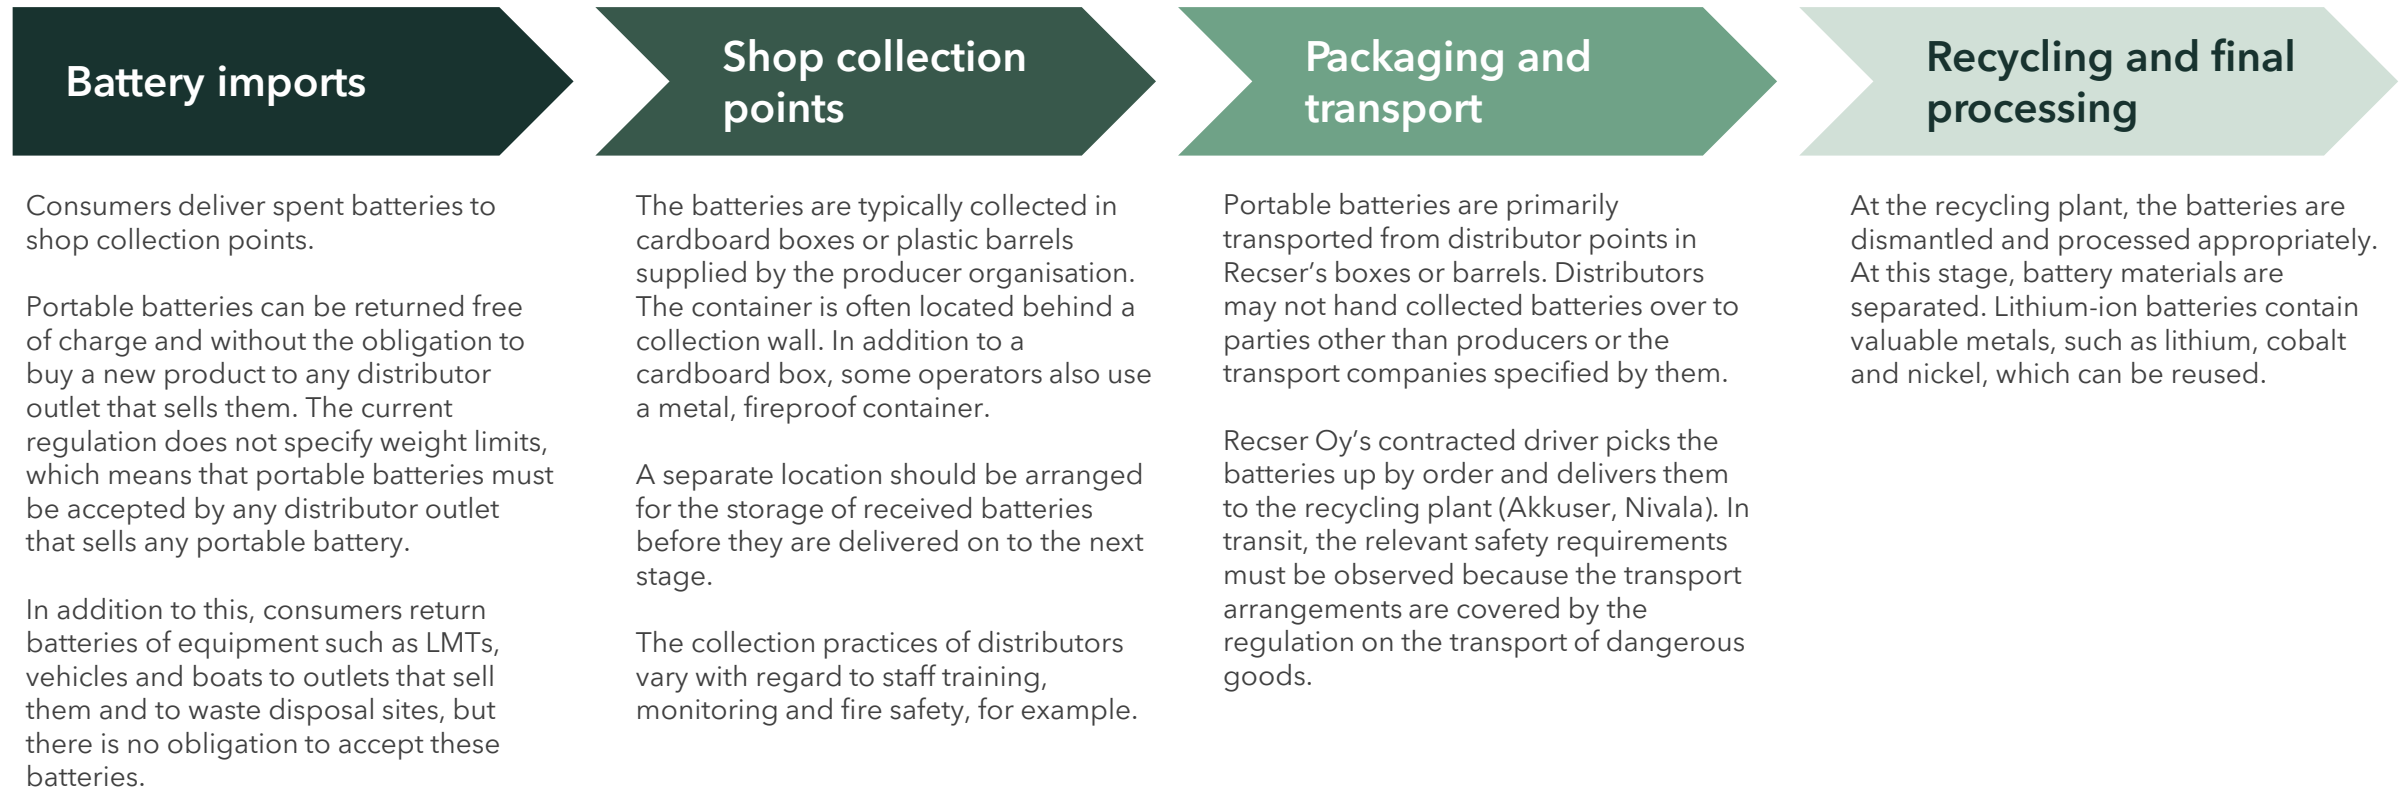 Battery imports
Consumers deliver spent batteries to
shop collection points.
Portable batteries can be returned free
of charge and without the obligation to
buy a new product to any distributor
outlet that sells them. The current
regulation does not specify weight limits,
which means that portable batteries must
be accepted by any distributor outlet
that sells any portable battery.
In addition to this, consumers return
batteries of equipment such as LMTs,
vehicles and boats to outlets that sell
them and to waste disposal sites, but
there is no obligation to accept these
batteries.
Shop collection
points
The batteries are typically collected in
cardboard boxes or plastic barrels
supplied by the producer organisation.
The container is often located behind a
collection wall. In addition to a
cardboard box, some operators also use
a metal, fireproof container.
A separate location should be arranged
for the storage of received batteries
before they are delivered on to the next
stage.
The collection practices of distributors
vary with regard to staff training,
monitoring and fire safety, for example.
Packaging and
transport
Portable batteries are primarily
transported from distributor points in
Recser’s boxes or barrels. Distributors
may not hand collected batteries over to
parties other than producers or the
transport companies specified by them.
Recser Oy’s contracted driver picks the
batteries up by order and delivers them
to the recycling plant (Akkuser, Nivala). In
transit, the relevant safety requirements
must be observed because the transport
arrangements are covered by the
regulation on the transport of dangerous
goods.
Recycling and final
processing
At the recycling plant, the batteries are
dismantled and processed appropriately.
At this stage, battery materials are
separated. Lithium-ion batteries contain
valuable metals, such as lithium, cobalt
and nickel, which can be reused.